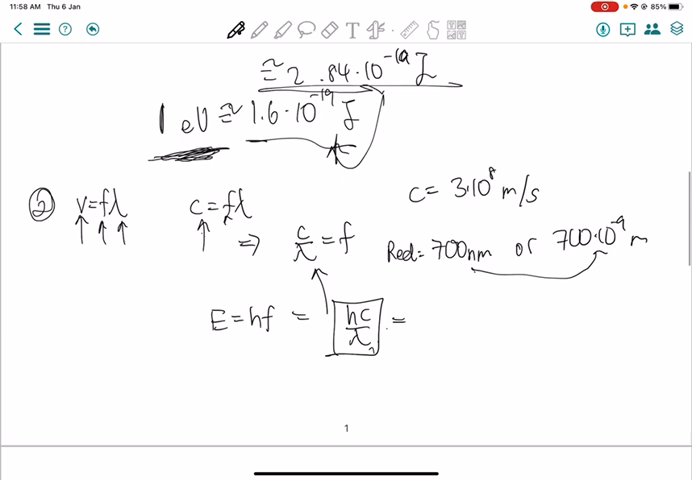 11:58 AM Thu 6 Jan
85%
≅ 2.84·10⁻¹⁹ J
1 eV ≅ 1.6·10⁻¹⁹ J
② v=fλ c=fλ ⇒ c/λ = f
c = 3·10⁸ m/s
Red = 700nm or 700·10⁻⁹ m
E = hf = hc/λ =
1